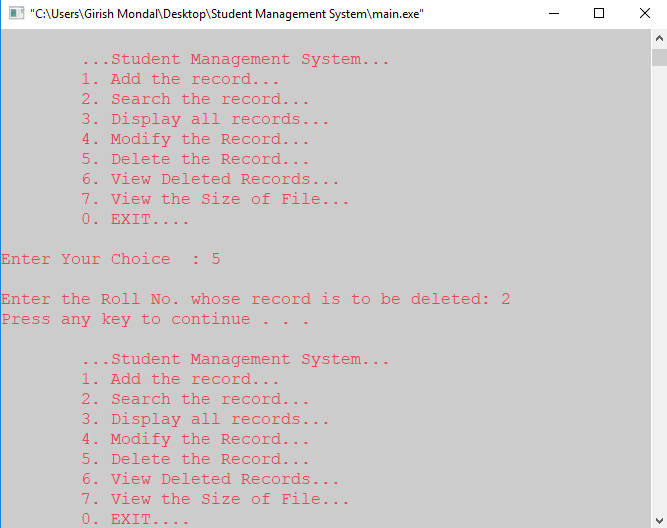 "C:\Users\Girish Mondal\Desktop\Student Management System\main.exe"
...Student Management System...
1. Add the record...
2. Search the record...
3. Display all records...
4. Modify the Record...
5. Delete the Record...
6. View Deleted Records...
7. View the Size of File...
0. EXIT....
Enter Your Choice  : 5
Enter the Roll No. whose record is to be deleted: 2
Press any key to continue . . .
...Student Management System...
1. Add the record...
2. Search the record...
3. Display all records...
4. Modify the Record...
5. Delete the Record...
6. View Deleted Records...
7. View the Size of File...
0. EXIT....